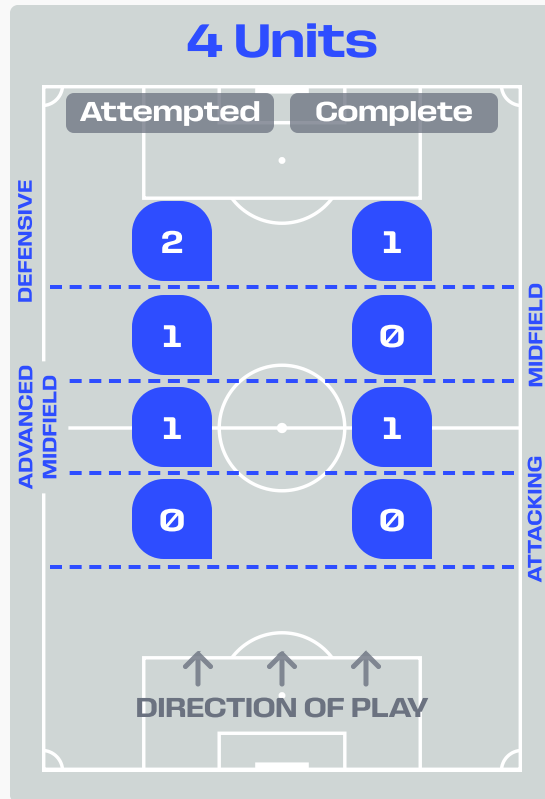 4 Units
Attempted Complete
DEFENSIVE
2 1
MIDFIELD
1 0
ADVANCED
MIDFIELD
1 1
ATTACKING
0 0
DIRECTION OF PLAY